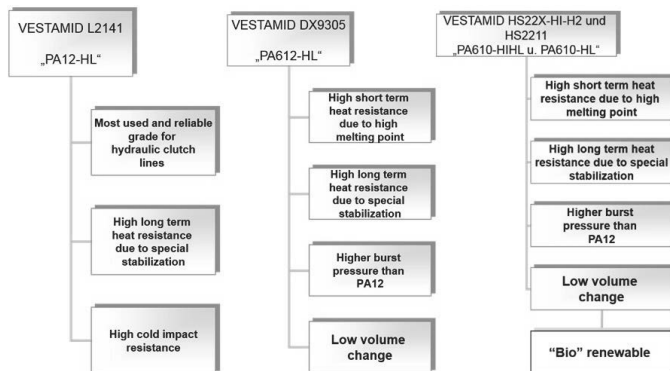 VESTAMID L2141
„PA12-HL“
Most used and reliable
grade for
hydraulic clutch
lines
High long term
heat resistance
due to special
stabilization
High cold impact
resistance
VESTAMID DX9305
„PA612-HL“
High short term
heat resistance
due to high
melting point
High long term
heat resistance
due to special
stabilization
Higher burst
pressure than
PA12
Low volume
change
VESTAMID HS22X-HI-H2 und
HS2211
„PA610-HIHL u. PA610-HL“
High short term heat
resistance due to high
melting point
High long term heat
resistance due to special
stabilization
Higher burst
pressure than
PA12
Low volume
change
“Bio” renewable